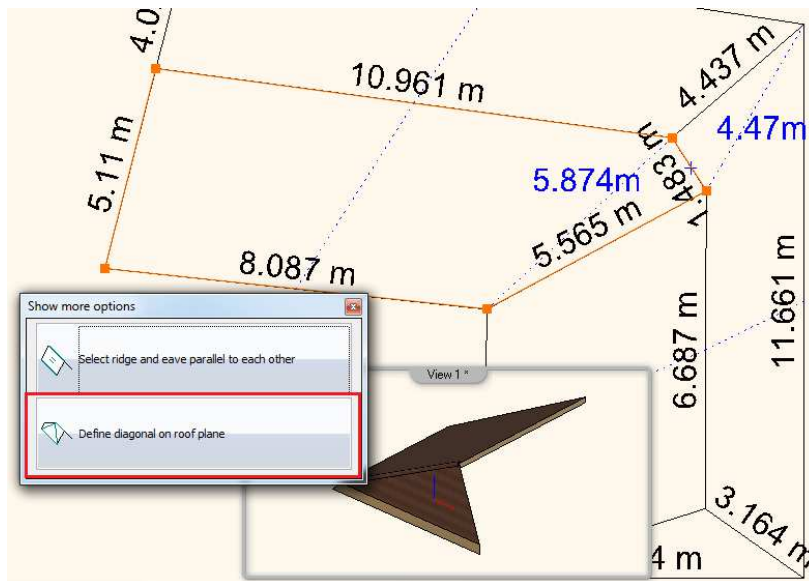 4.0
10.961 m
4.437 m
4.47m
5.11 m
5.874m
1.483 m
5.565 m
8.087 m
6.687 m
11.661 m
3.164 m
4 m
Show more options
Select ridge and eave parallel to each other
Define diagonal on roof plane
View 1 *